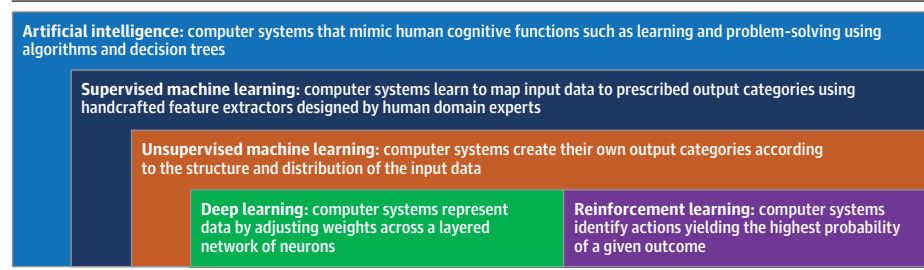 Artificial intelligence: computer systems that mimic human cognitive functions such as learning and problem-solving using
algorithms and decision trees
Supervised machine learning: computer systems learn to map input data to prescribed output categories using
handcrafted feature extractors designed by human domain experts
Unsupervised machine learning: computer systems create their own output categories according
to the structure and distribution of the input data
Deep learning: computer systems represent
data by adjusting weights across a layered
network of neurons
Reinforcement learning: computer systems
identify actions yielding the highest probability
of a given outcome